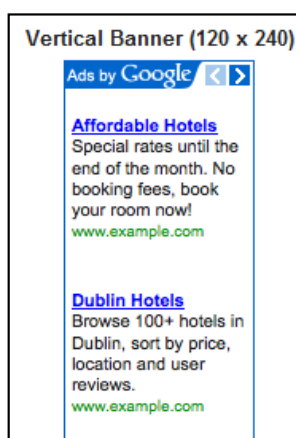 Vertical Banner (120 x 240)
Ads by Google
Affordable Hotels
Special rates until the
end of the month. No
booking fees, book
your room now!
www.example.com
Dublin Hotels
Browse 100+ hotels in
Dublin, sort by price,
location and user
reviews.
www.example.com